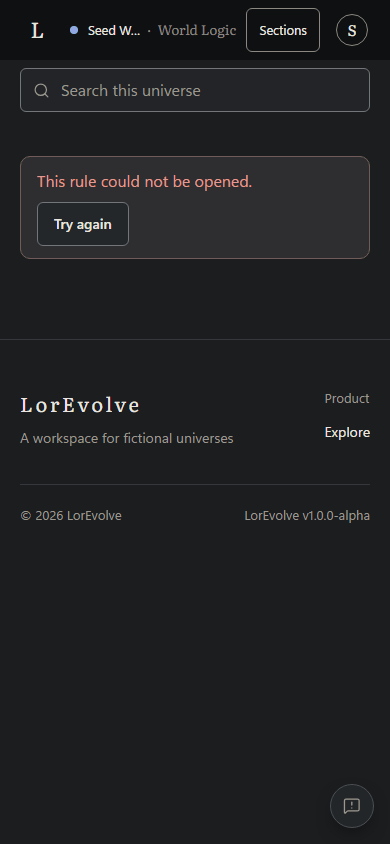 L
Seed W... · World Logic
Sections
S
Search this universe
This rule could not be opened.
Try again
LorEvolve
A workspace for fictional universes
Product
Explore
© 2026 LorEvolve
LorEvolve v1.0.0-alpha